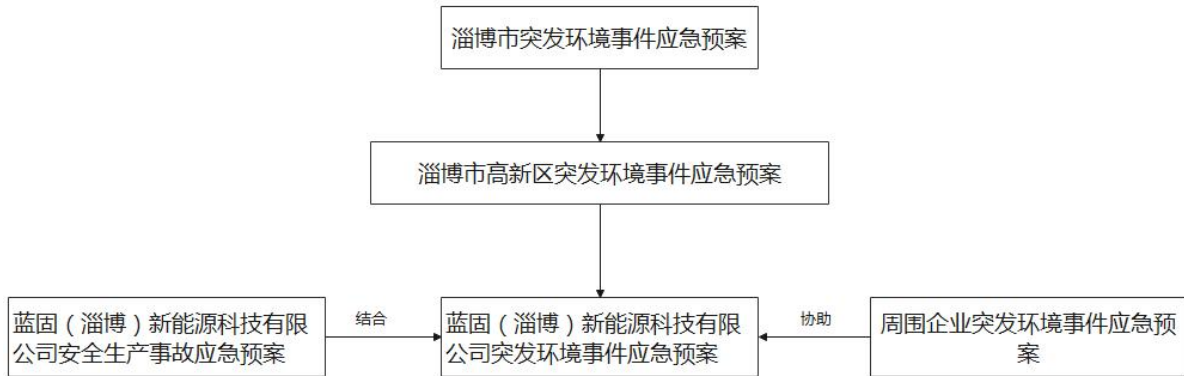 淄博市突发环境事件应急预案
淄博市高新区突发环境事件应急预案
蓝固（淄博）新能源科技有限
公司安全生产事故应急预案
结合
蓝固（淄博）新能源科技有限
公司突发环境事件应急预案
协助
周围企业突发环境事件应急预
案